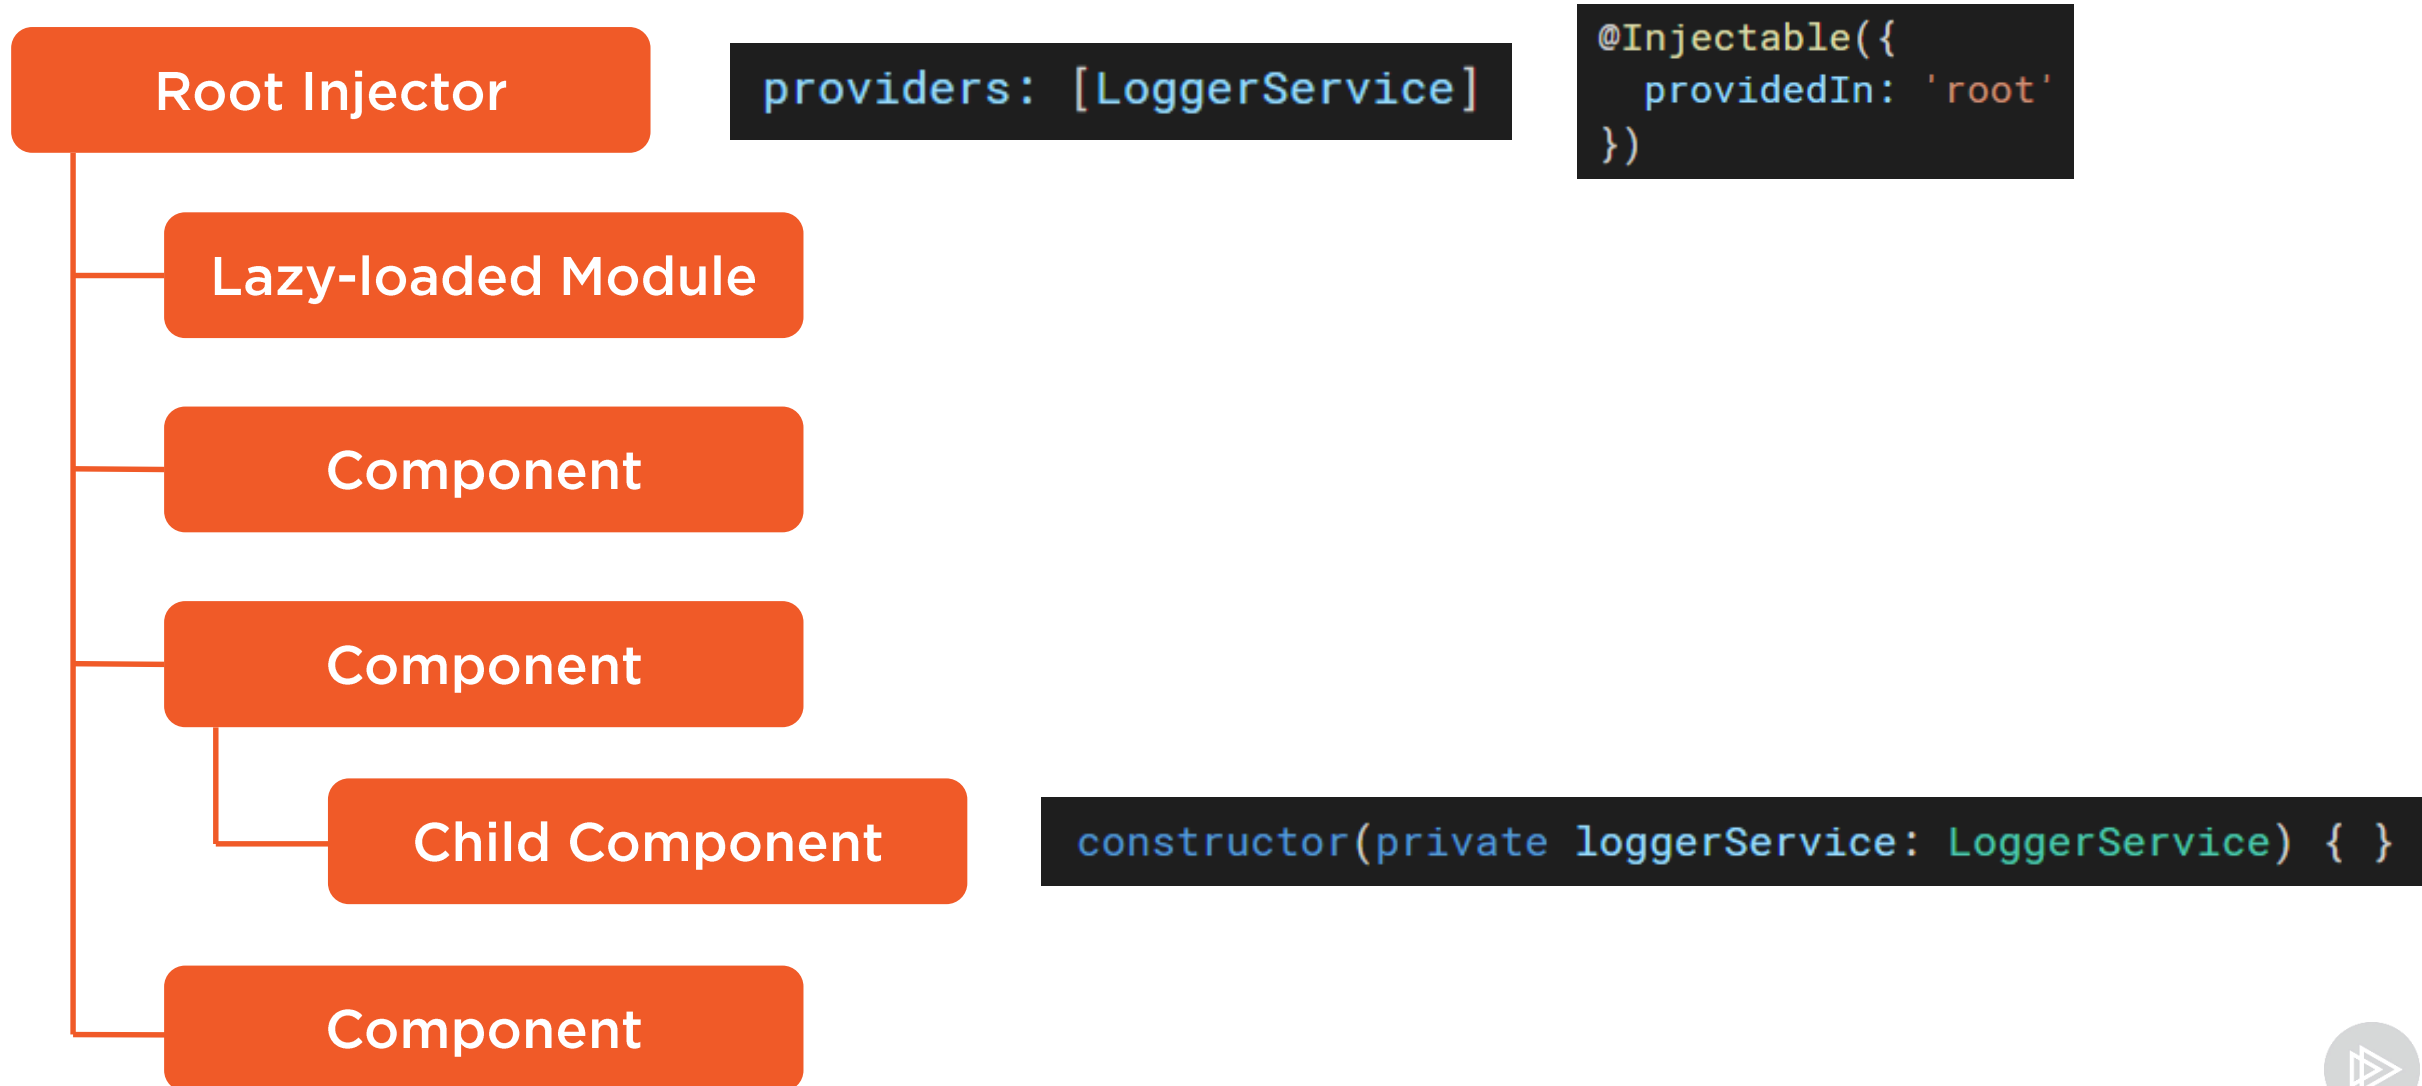 Root Injector
providers: [LoggerService]
@Injectable({
  providedIn: 'root'
})
Lazy-loaded Module
Component
Component
Child Component
constructor(private loggerService: LoggerService) { }
Component